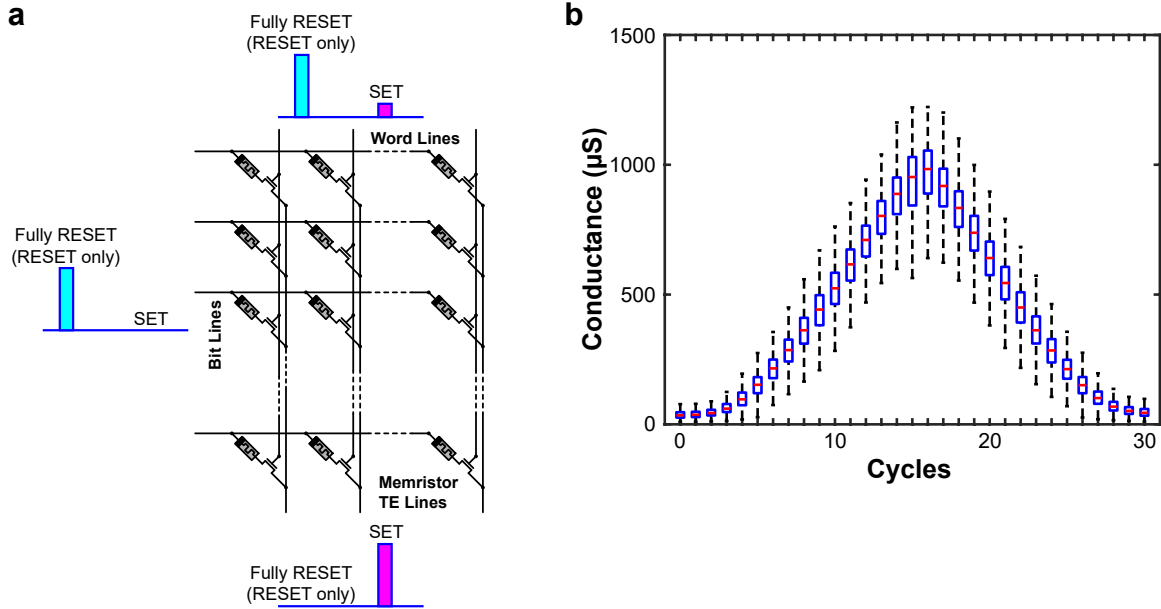 a
Fully RESET
(RESET only)
SET
Word Lines
Fully RESET
(RESET only)
SET
Bit Lines
Memristor
TE Lines
SET
Fully RESET
(RESET only)
b
1500
1000
500
0
Conductance (µS)
0 10 20 30
Cycles